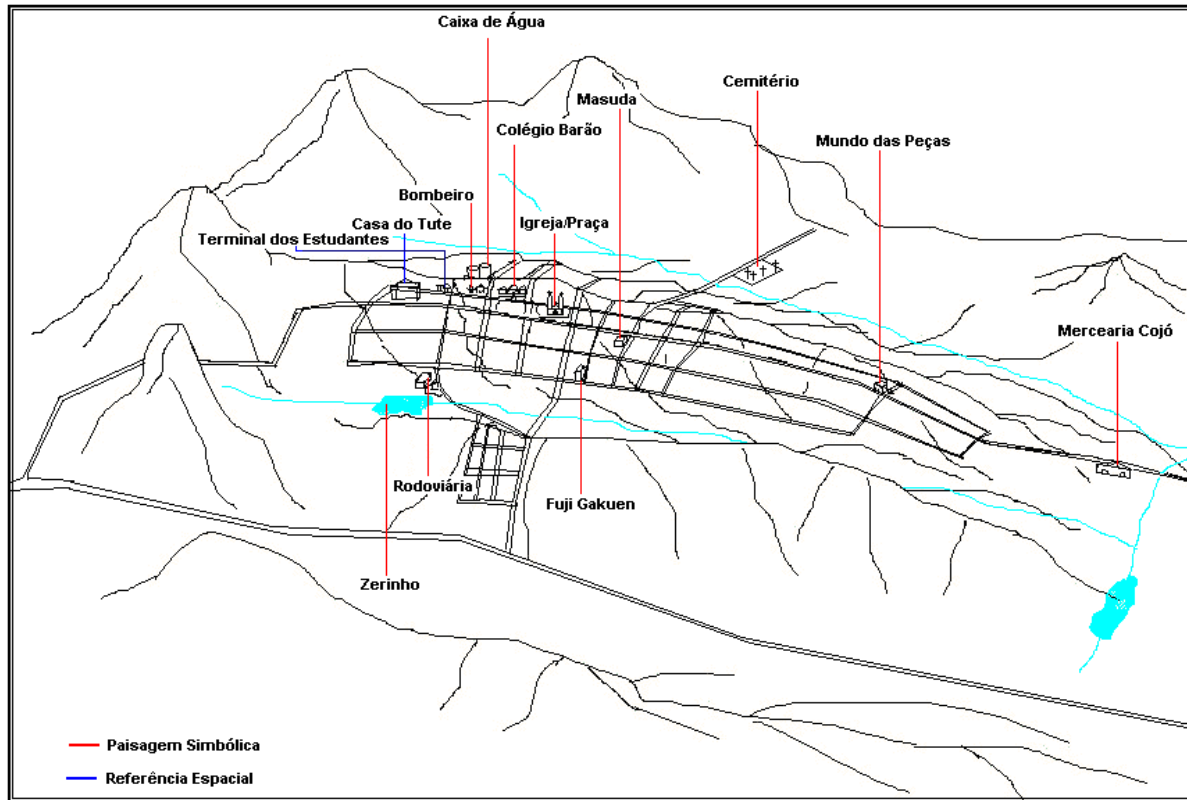 Caixa de Água
Cemitério
Masuda
Colégio Barão
Mundo das Peças
Bombeiro
Casa do Tute
Igreja/Praça
Terminal dos Estudantes
Mercearia Cojó
Rodoviária
Fuji Gakuen
Zerinho
Paisagem Simbólica
Referência Espacial